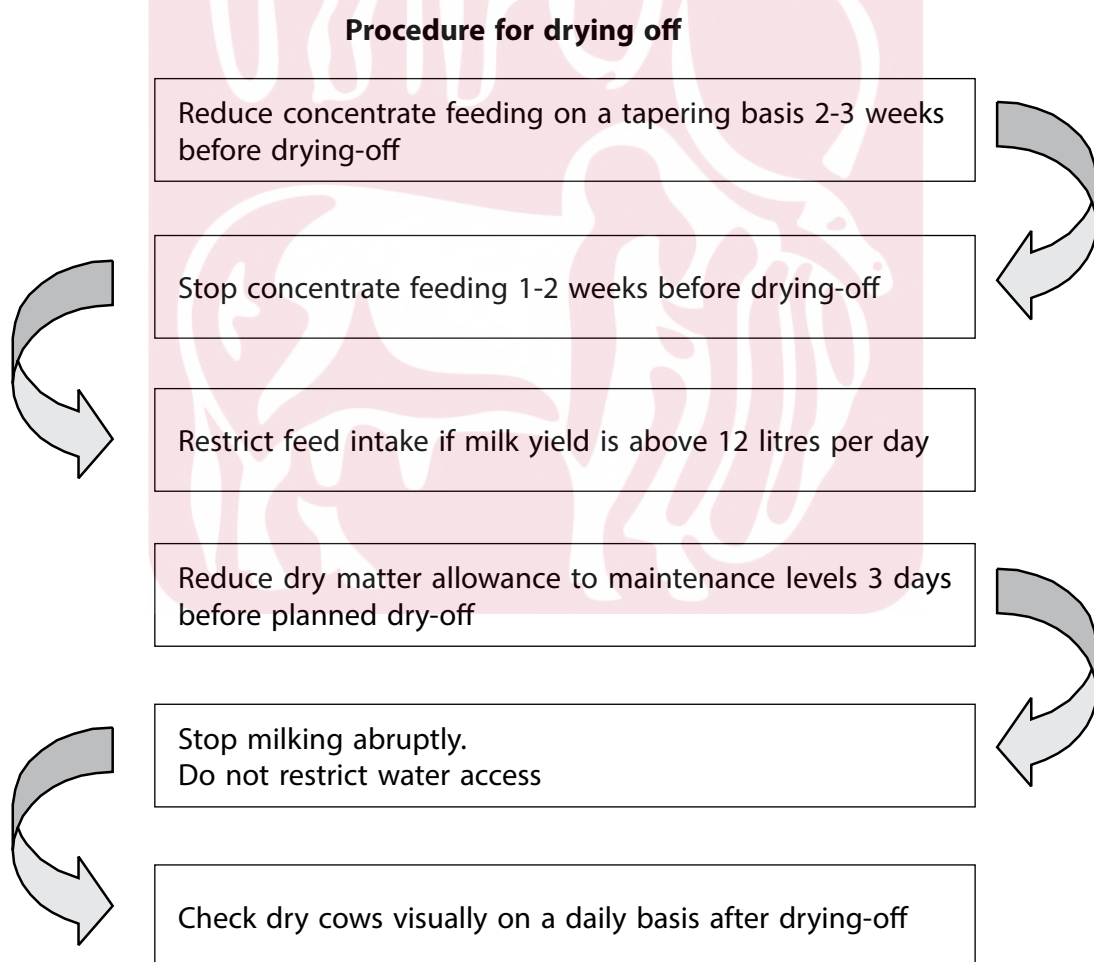 Procedure for drying off
Reduce concentrate feeding on a tapering basis 2-3 weeks
before drying-off
Stop concentrate feeding 1-2 weeks before drying-off
Restrict feed intake if milk yield is above 12 litres per day
Reduce dry matter allowance to maintenance levels 3 days
before planned dry-off
Stop milking abruptly.
Do not restrict water access
Check dry cows visually on a daily basis after drying-off